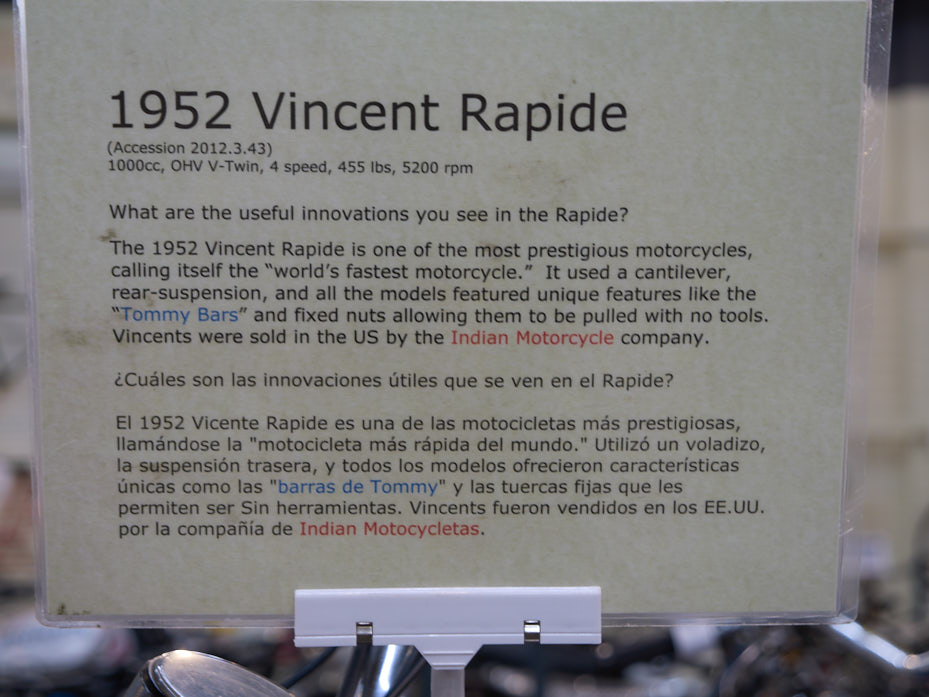 1952 Vincent Rapide
(Accession 2012.3.43)
1000cc, OHV V-Twin, 4 speed, 455 lbs, 5200 rpm
What are the useful innovations you see in the Rapide?
The 1952 Vincent Rapide is one of the most prestigious motorcycles,
calling itself the “world’s fastest motorcycle.”  It used a cantilever,
rear-suspension, and all the models featured unique features like the
“Tommy Bars” and fixed nuts allowing them to be pulled with no tools.
Vincents were sold in the US by the Indian Motorcycle company.
¿Cuáles son las innovaciones útiles que se ven en el Rapide?
El 1952 Vicente Rapide es una de las motocicletas más prestigiosas,
llamándose la "motocicleta más rápida del mundo." Utilizó un voladizo,
la suspensión trasera, y todos los modelos ofrecieron características
únicas como las "barras de Tommy" y las tuercas fijas que les
permiten ser Sin herramientas. Vincents fueron vendidos en los EE.UU.
por la compañía de Indian Motocycletas.